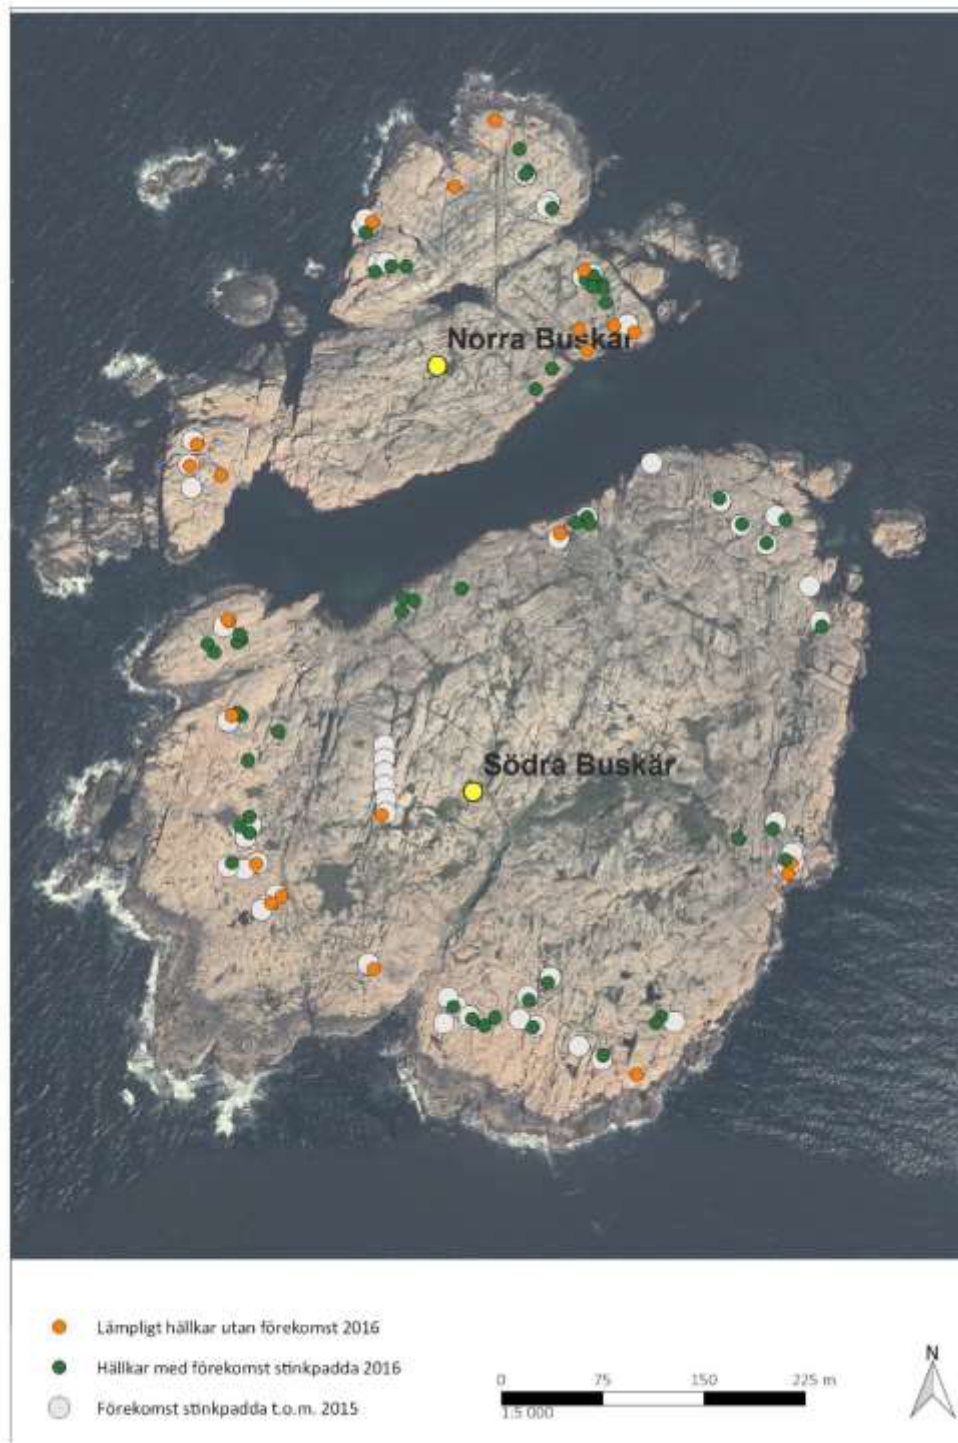 Norra Buskär
Södra Buskär
Lämpligt hällkar utan förekomst 2016
Hällkar med förekomst stinkpadda 2016
Förekomst stinkpadda t.o.m. 2015
0 75 150 225 m
1:5 000
N